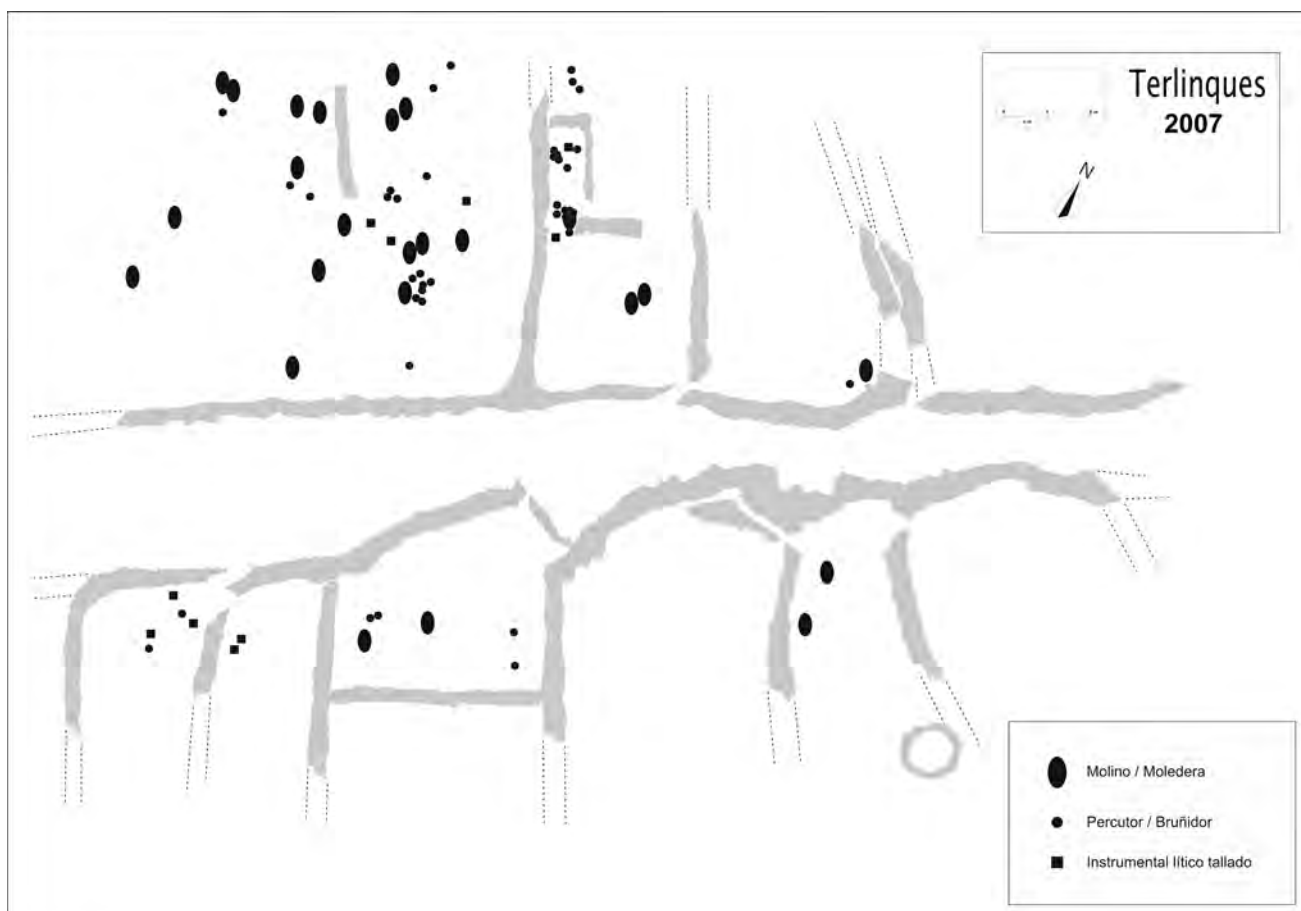 Terlinques
2007
N
Molino / Moledera
Percutor / Bruñidor
Instrumental lítico tallado